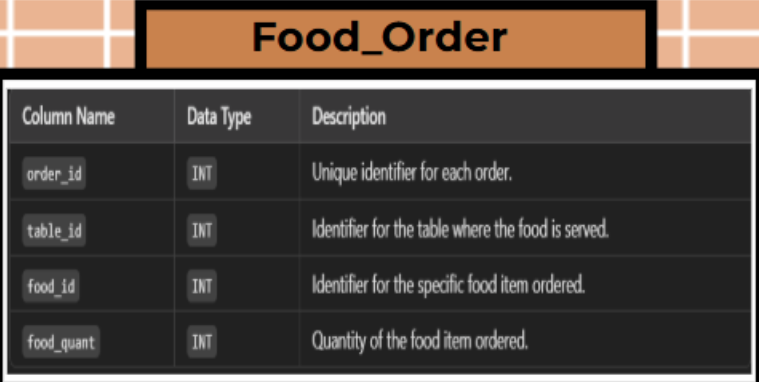 Food_Order
Column Name Data Type Description
order_id INT Unique identifier for each order.
table_id INT Identifier for the table where the food is served.
food_id INT Identifier for the specific food item ordered.
food_quant INT Quantity of the food item ordered.